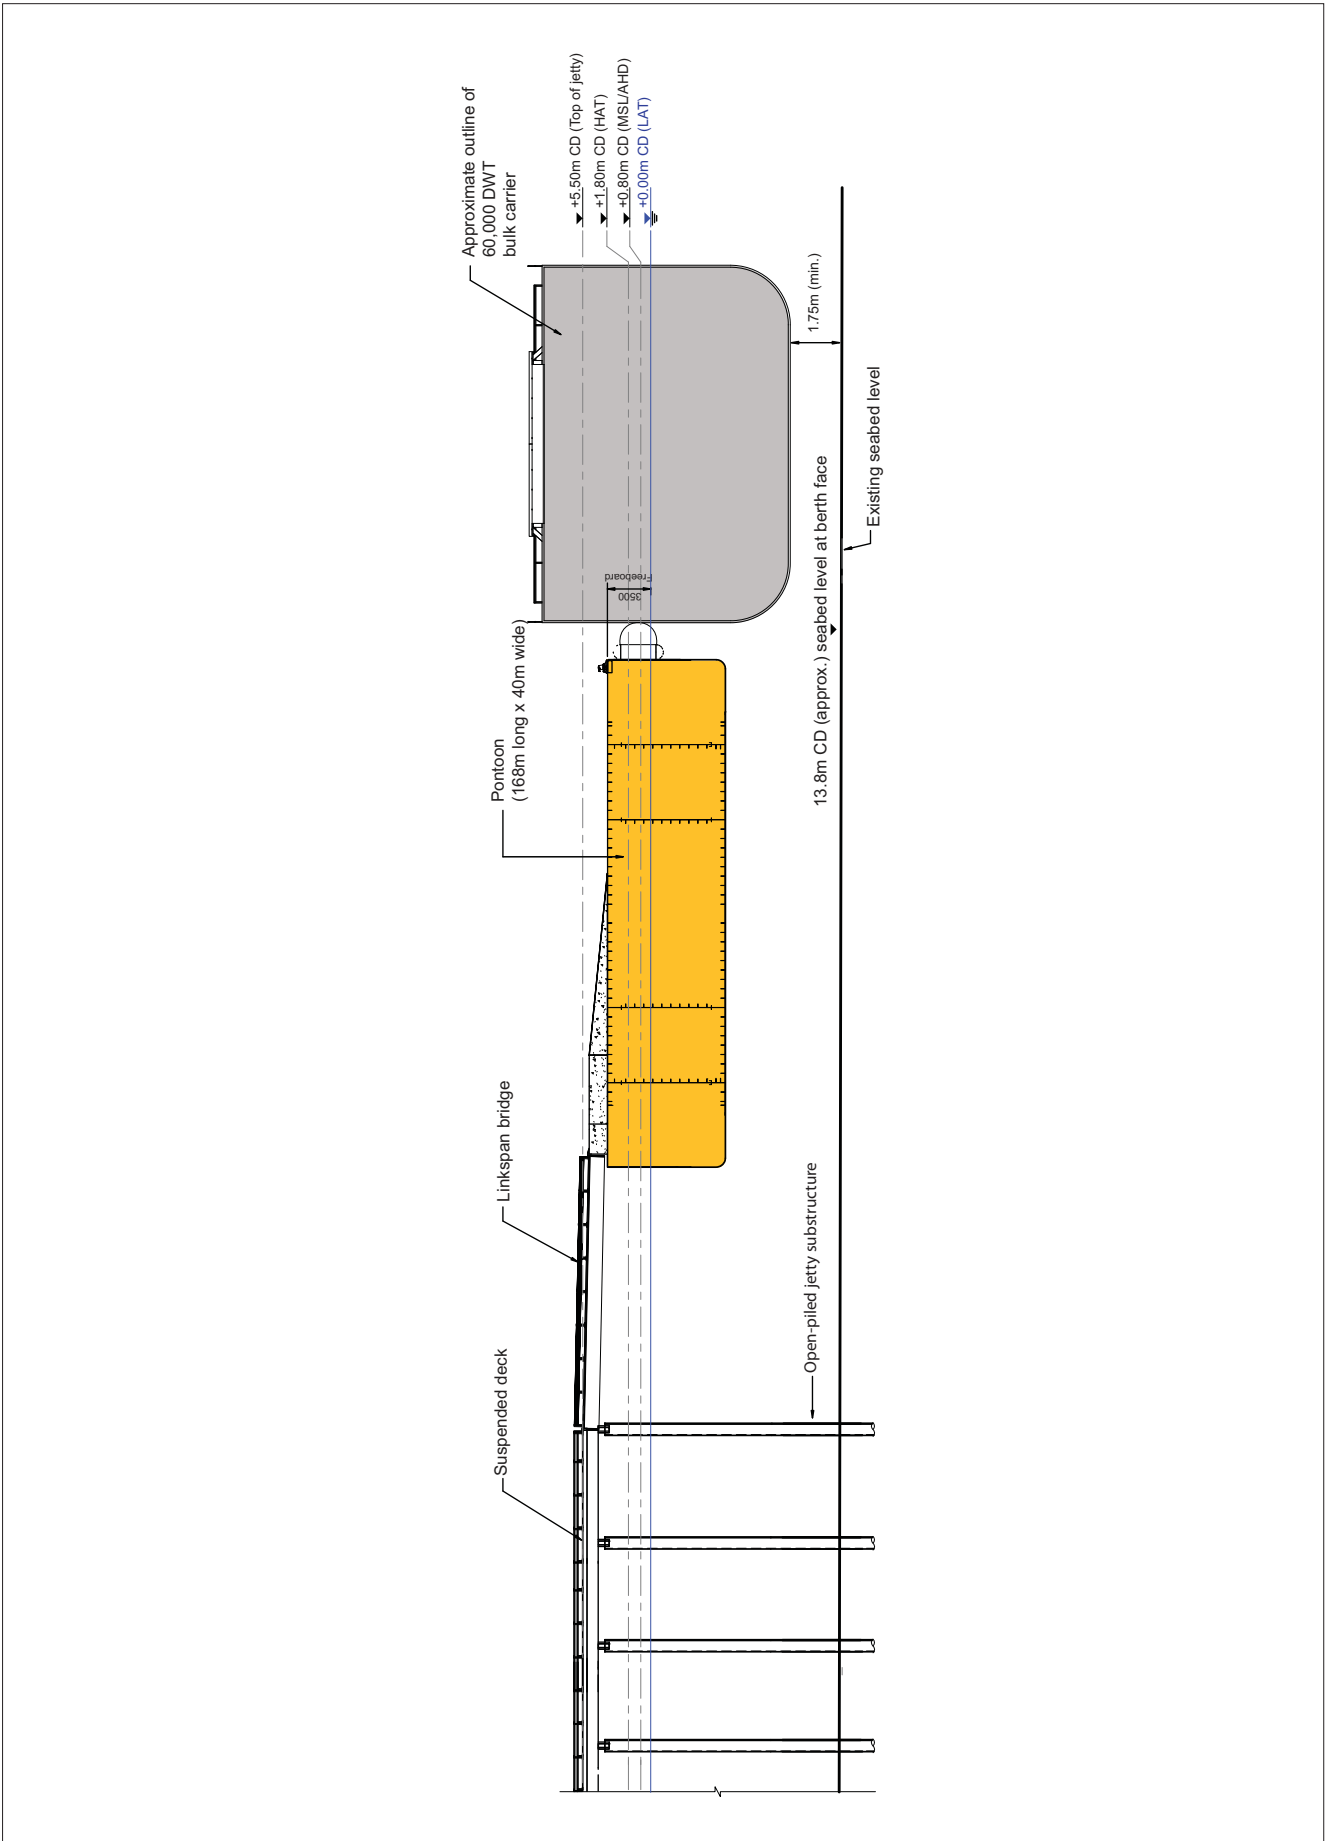 Approximate outline of
60,000 DWT
bulk carrier
+5.50m CD (Top of jetty)
+1.80m CD (HAT)
+0.80m CD (MSL/AHD)
+0.00m CD (LAT)
1.75m (min.)
Existing seabed level
13.8m CD (approx.) seabed level at berth face
3500
Freeboard
Pontoon
(168m long x 40m wide)
Linkspan bridge
Suspended deck
Open-piled jetty substructure